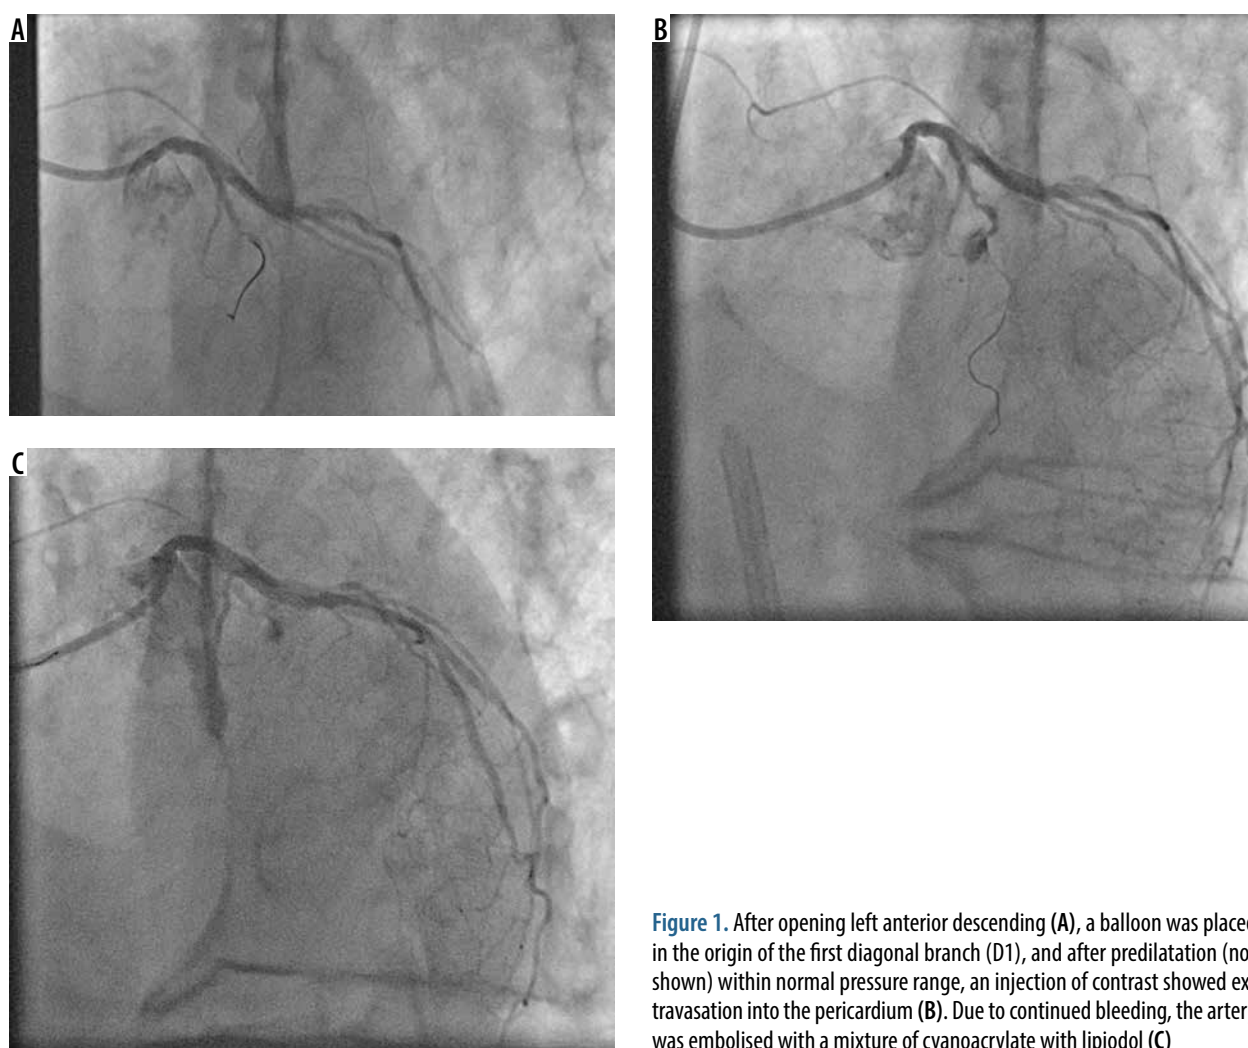 A
B
C
Figure 1. After opening left anterior descending (A), a balloon was placed
in the origin of the first diagonal branch (D1), and after predilatation (no
shown) within normal pressure range, an injection of contrast showed ex
travasation into the pericardium (B). Due to continued bleeding, the arter
was embolised with a mixture of cyanoacrylate with lipiodol (C)